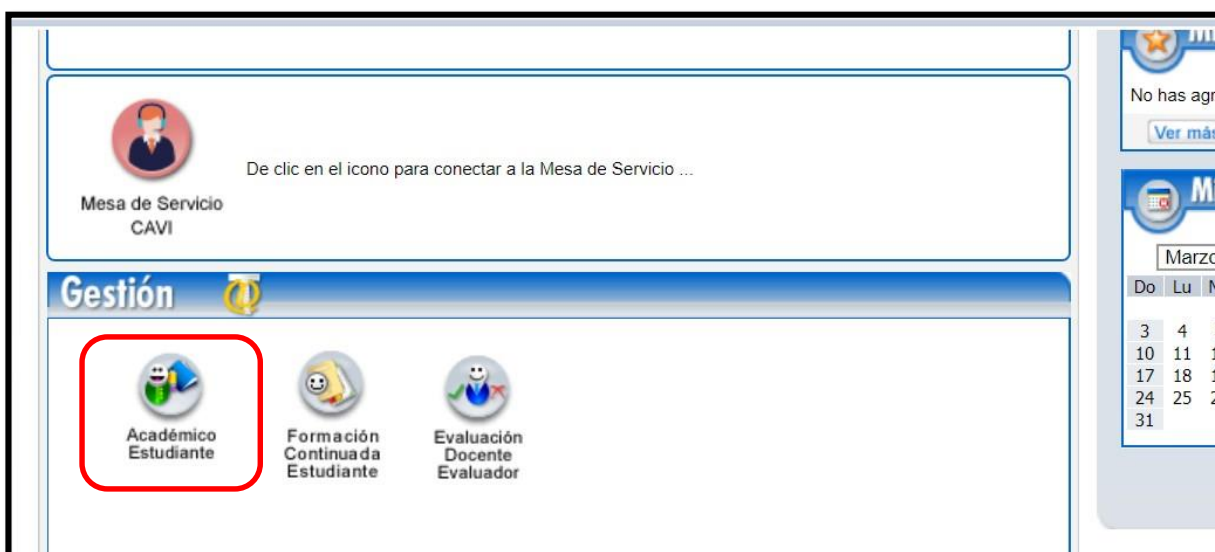 De clic en el icono para conectar a la Mesa de Servicio ...
Mesa de Servicio
CAVI
Gestión
Académico
Estudiante
Formación
Continuada
Estudiante
Evaluación
Docente
Evaluador
No has
Ver más
Marzo
Do Lu
3 4
10 11
17 18
24 25
31